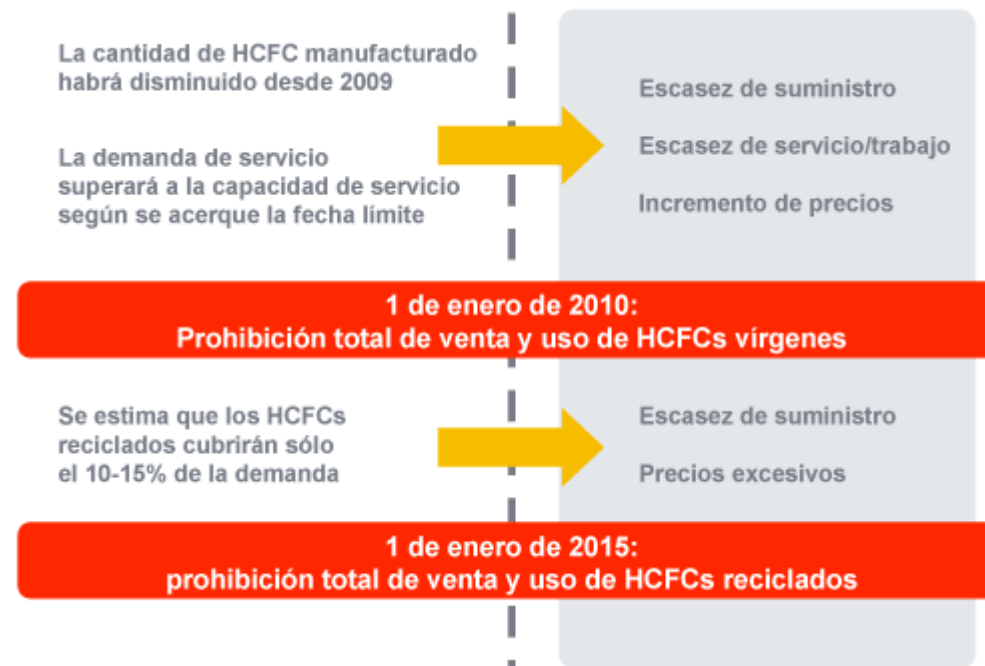 La cantidad de HCFC manufacturado
habrá disminuido desde 2009
La demanda de servicio
superará a la capacidad de servicio
según se acerque la fecha límite
Escasez de suministro
Escasez de servicio/trabajo
Incremento de precios
1 de enero de 2010:
Prohibición total de venta y uso de HCFCs vírgenes
Se estima que los HCFCs
reciclados cubrirán sólo
el 10-15% de la demanda
Escasez de suministro
Precios excesivos
1 de enero de 2015:
prohibición total de venta y uso de HCFCs reciclados